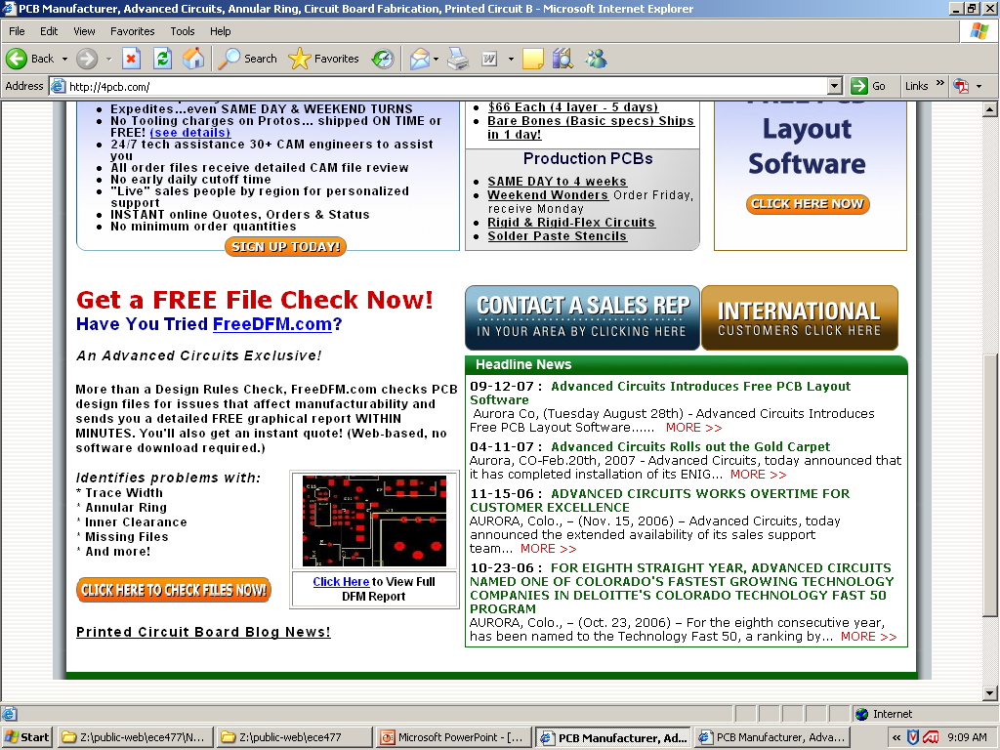 PCB Manufacturer, Advanced Circuits, Annular Ring, Circuit Board Fabrication, Printed Circuit B - Microsoft Internet Explorer
File Edit View Favorites Tools Help
Back Search Favorites
Address http://4pcb.com/ Go Links »
• Expedites...even SAME DAY & WEEKEND TURNS
• No Tooling charges on Protos... shipped ON TIME or
FREE! (see details)
• 24/7 tech assistance 30+ CAM engineers to assist
you
• All order files receive detailed CAM file review
• No early daily cutoff time
• "Live" sales people by region for personalized
support
• INSTANT online Quotes, Orders & Status
• No minimum order quantities
SIGN UP TODAY!
$66 Each (4 layer - 5 days)
• Bare Bones (Basic specs) Ships
in 1 day!
Production PCBs
• SAME DAY to 4 weeks
• Weekend Wonders Order Friday,
receive Monday
• Rigid & Rigid-Flex Circuits
• Solder Paste Stencils
Layout
Software
CLICK HERE NOW
Get a FREE File Check Now!
Have You Tried FreeDFM.com?
An Advanced Circuits Exclusive!
More than a Design Rules Check, FreeDFM.com checks PCB
design files for issues that affect manufacturability and
sends you a detailed FREE graphical report WITHIN
MINUTES. You'll also get an instant quote! (Web-based, no
software download required.)
Identifies problems with:
* Trace Width
* Annular Ring
* Inner Clearance
* Missing Files
* And more!
Click Here to View Full
DFM Report
CLICK HERE TO CHECK FILES NOW!
Printed Circuit Board Blog News!
CONTACT A SALES REP
IN YOUR AREA BY CLICKING HERE
INTERNATIONAL
CUSTOMERS CLICK HERE
Headline News
09-12-07 : Advanced Circuits Introduces Free PCB Layout
Software
Aurora Co, (Tuesday August 28th) - Advanced Circuits Introduces
Free PCB Layout Software...... MORE >>
04-11-07 : Advanced Circuits Rolls out the Gold Carpet
Aurora, CO-Feb.20th, 2007 - Advanced Circuits, today announced that
it has completed installation of its ENIG... MORE >>
11-15-06 : ADVANCED CIRCUITS WORKS OVERTIME FOR
CUSTOMER EXCELLENCE
AURORA, Colo., – (Nov. 15, 2006) – Advanced Circuits, today
announced the extended availability of its sales support
team... MORE >>
10-23-06 : FOR EIGHTH STRAIGHT YEAR, ADVANCED CIRCUITS
NAMED ONE OF COLORADO'S FASTEST GROWING TECHNOLOGY
COMPANIES IN DELOITTE'S COLORADO TECHNOLOGY FAST 50
PROGRAM
AURORA, Colo., – (Oct. 23, 2006) – For the eighth consecutive year,
has been named to the Technology Fast 50, a ranking by... MORE >>
Internet
Start Z:\public-web\ece477\N... Z:\public-web\ece477 Microsoft PowerPoint - [... PCB Manufacturer, Ad... PCB Manufacturer, Adva... « 9:09 AM